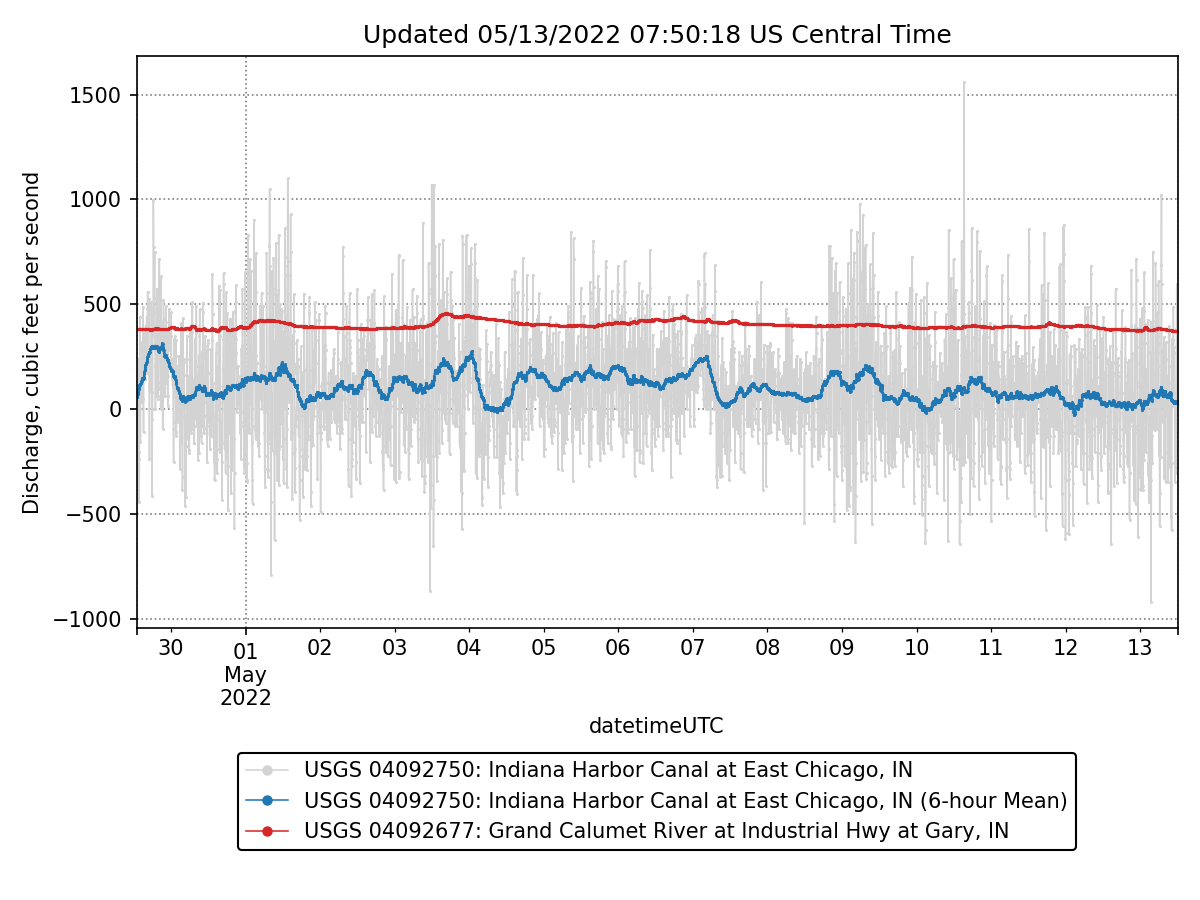 Updated 05/13/2022 07:50:18 US Central Time
Discharge, cubic feet per second
1500
1000
500
0
−500
−1000
30 01 02 03 04 05 06 07 08 09 10 11 12 13
May
2022
datetimeUTC
USGS 04092750: Indiana Harbor Canal at East Chicago, IN
USGS 04092750: Indiana Harbor Canal at East Chicago, IN (6-hour Mean)
USGS 04092677: Grand Calumet River at Industrial Hwy at Gary, IN